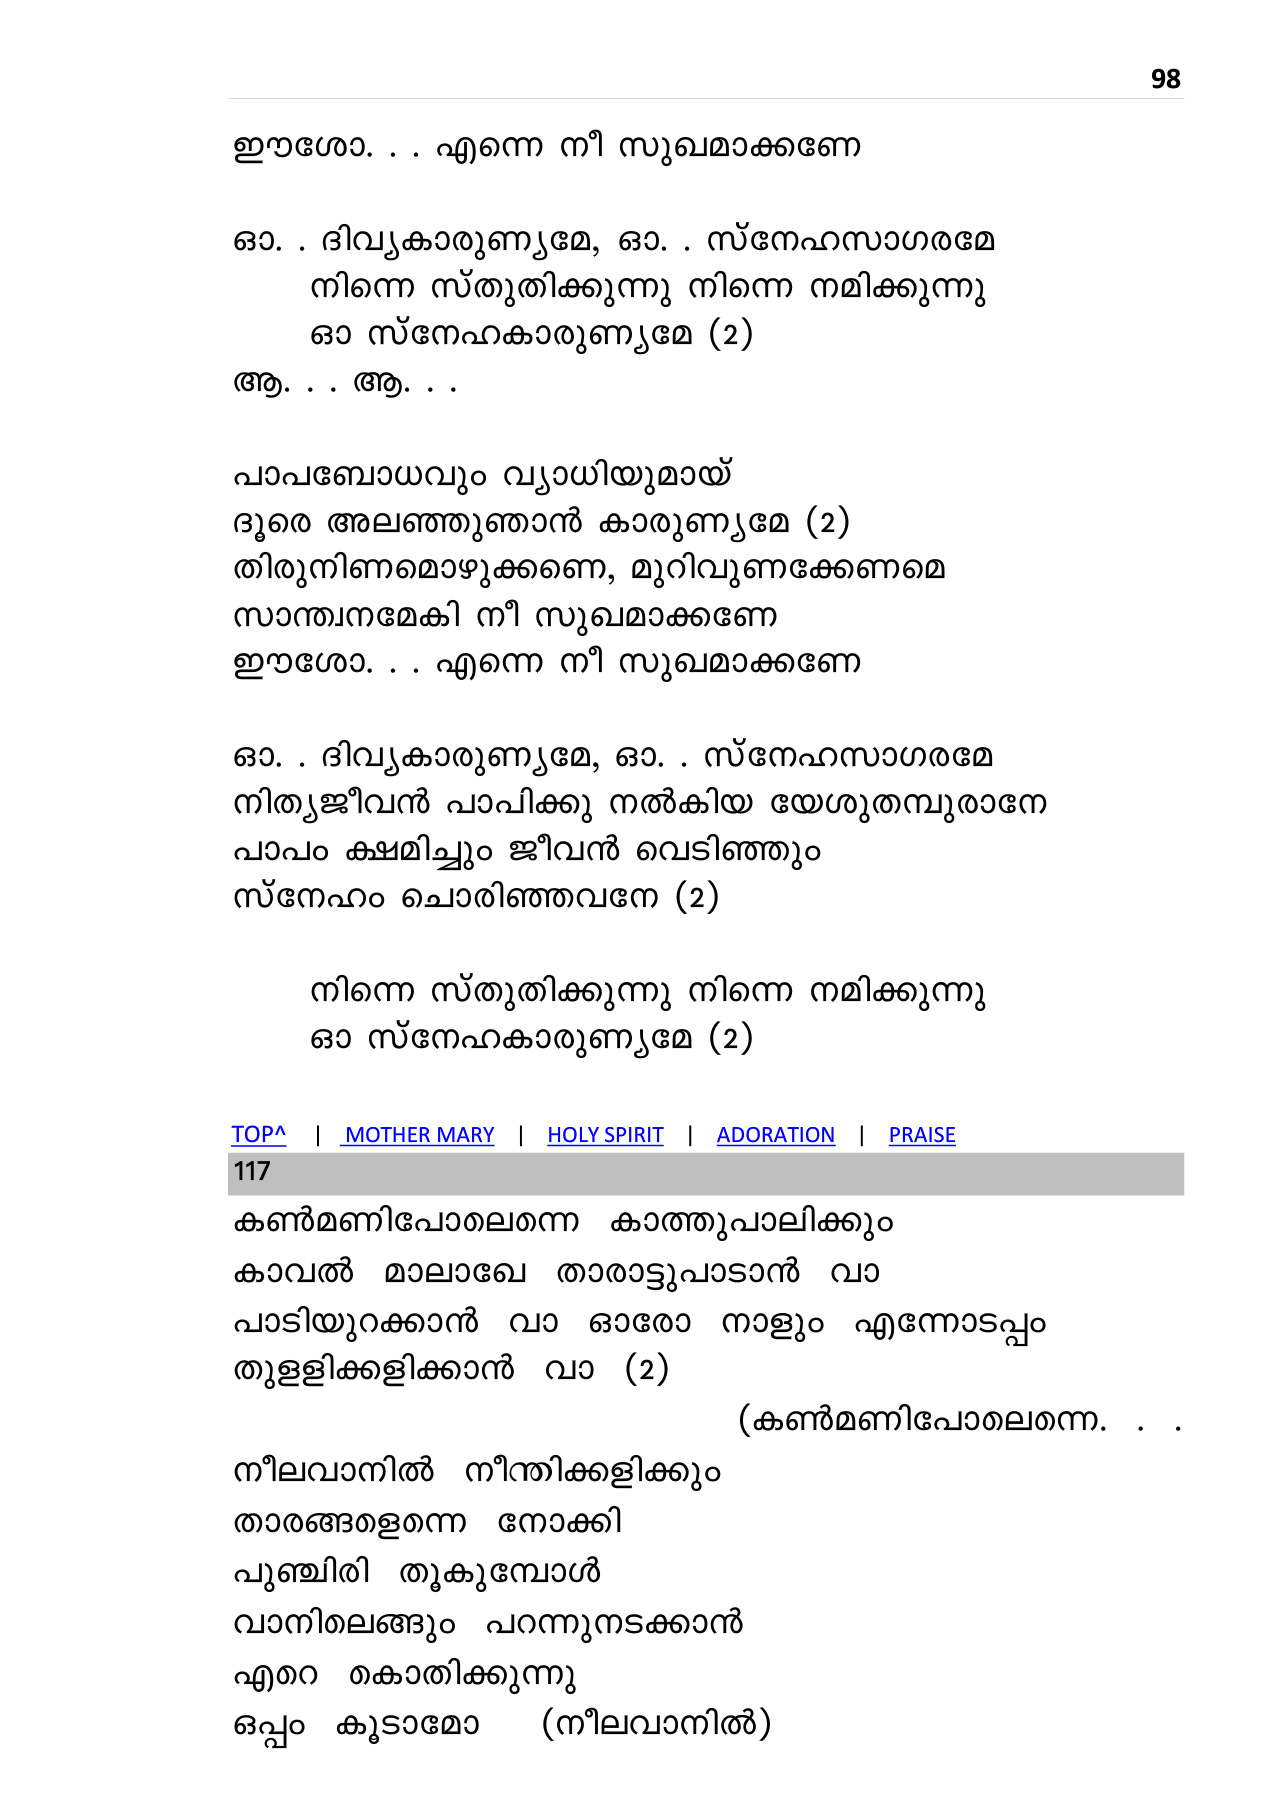 98
ഈശോ. . . എന്നെ നീ സുഖമാക്കണേ
ഓ. . ദിവ്യകാരുണ്യമേ, ഓ. . സ്നേഹസാഗരമേ
നിന്നെ സ്തുതിക്കുന്നു നിന്നെ നമിക്കുന്നു
ഓ സ്നേഹകാരുണ്യമേ (2)
ആ. . . ആ. . .
പാപബോധവും വ്യാധിയുമായ്
ദൂരെ അലഞ്ഞുഞാൻ കാരുണ്യമേ (2)
തിരുനിണമൊഴുക്കണെ, മുറിവുണക്കേണമെ
സാന്ത്വനമേകി നീ സുഖമാക്കണേ
ഈശോ. . . എന്നെ നീ സുഖമാക്കണേ
ഓ. . ദിവ്യകാരുണ്യമേ, ഓ. . സ്നേഹസാഗരമേ
നിത്യജീവൻ പാപിക്കു നൽകിയ യേശുതമ്പുരാനേ
പാപം ക്ഷമിച്ചും ജീവൻ വെടിഞ്ഞും
സ്നേഹം ചൊരിഞ്ഞവനേ (2)
നിന്നെ സ്തുതിക്കുന്നു നിന്നെ നമിക്കുന്നു
ഓ സ്നേഹകാരുണ്യമേ (2)
TOP^ | MOTHER MARY | HOLY SPIRIT | ADORATION | PRAISE
117
കൺമണിപോലെന്നെ കാത്തുപാലിക്കും
കാവൽ മാലാഖേ താരാട്ടുപാടാൻ വാ
പാടിയുറക്കാൻ വാ ഓരോ നാളും എന്നോടപ്പം
തുളളിക്കളിക്കാൻ വാ (2)
(കൺമണിപോലെന്നെ. . .
നീലവാനിൽ നീന്തിക്കളിക്കും
താരങ്ങളെന്നെ നോക്കി
പുഞ്ചിരി തൂകുമ്പോൾ
വാനിലെങ്ങും പറന്നുനടക്കാൻ
എറെ കൊതിക്കുന്നു
ഒപ്പം കൂടാമോ (നീലവാനിൽ)